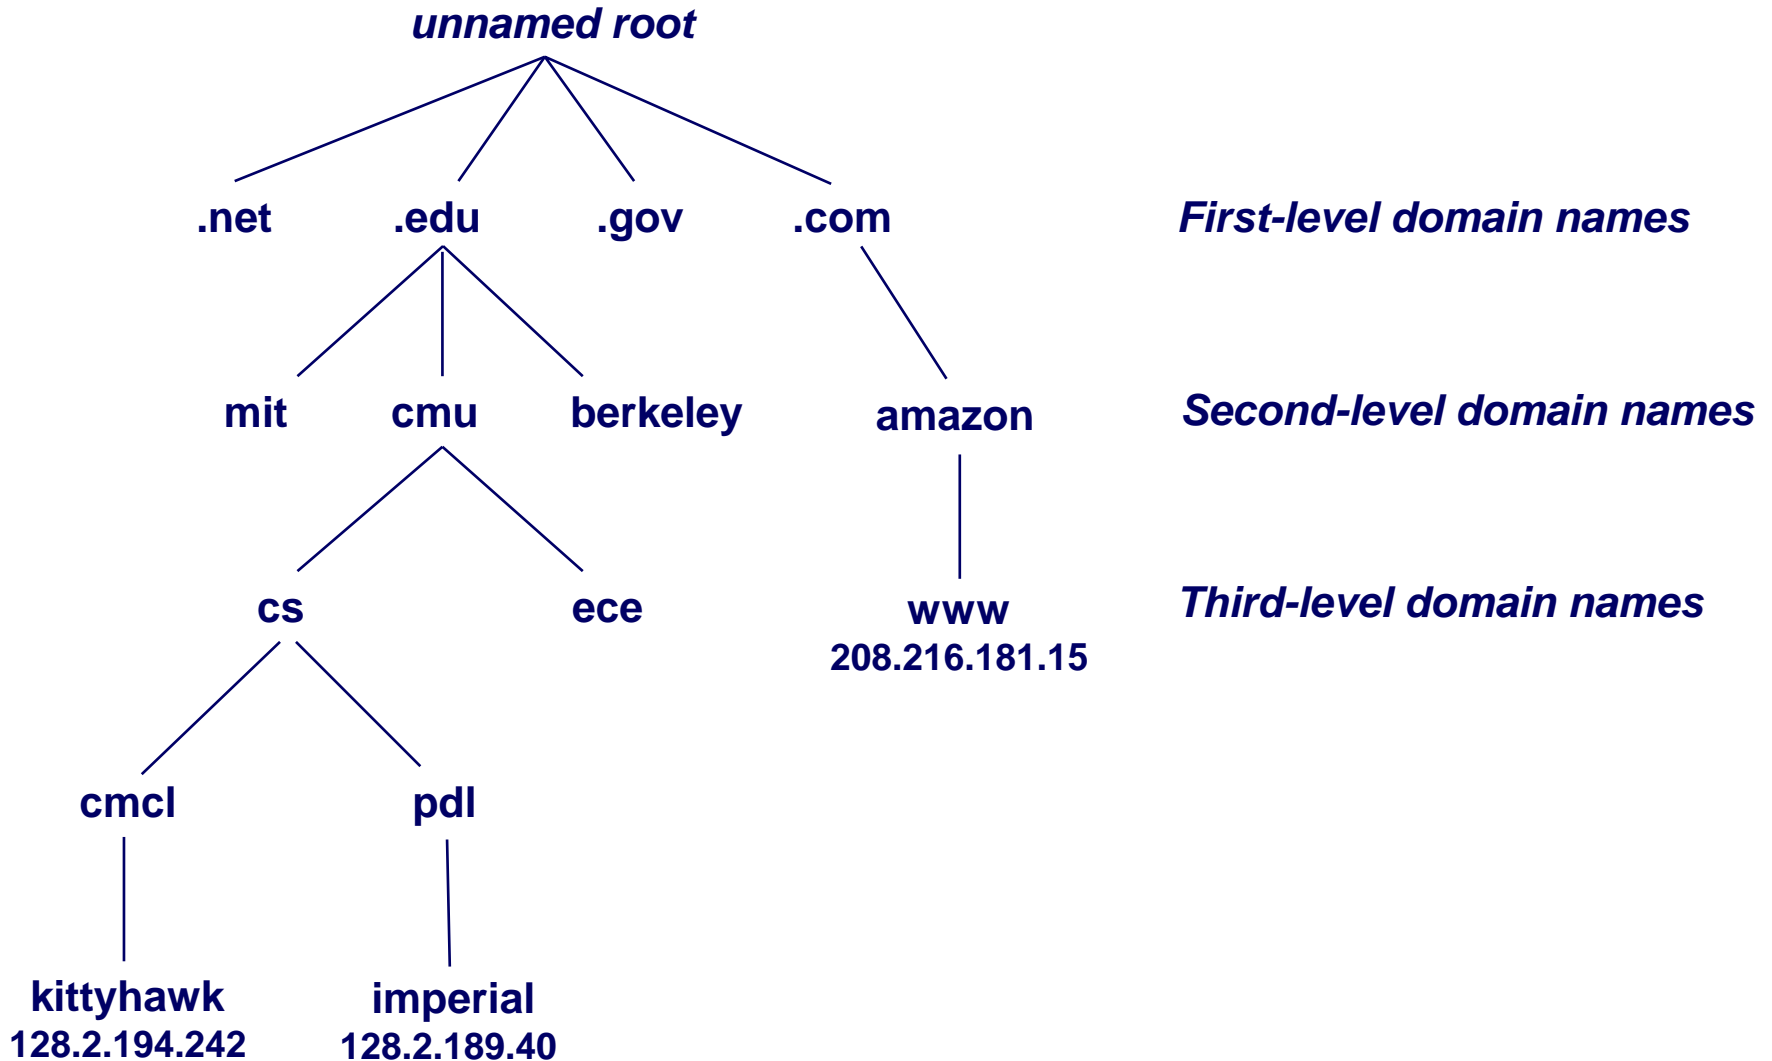 unnamed root
.net .edu .gov .com First-level domain names
mit cmu berkeley amazon Second-level domain names
cs ece www Third-level domain names
208.216.181.15
cmcl pdl
kittyhawk imperial
128.2.194.242 128.2.189.40